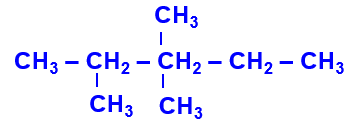 CH₃
CH₃ – CH₂ – CH₂ – CH₂ – CH₃
CH₃ CH₃